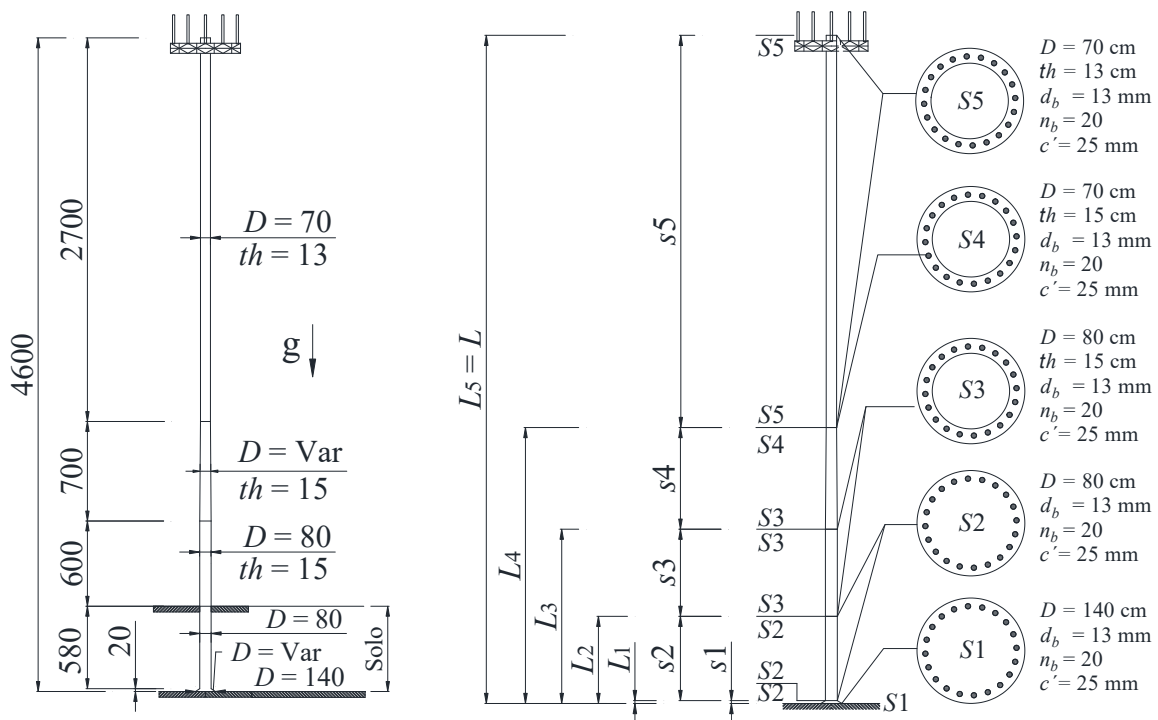 4600
2700
700
600
580
20
D = 70
th = 13
g
D = Var
th = 15
D = 80
th = 15
D = 80
D = Var
D = 140
Solo
L5 = L
L4
L3
L2
L1
s5
s4
s3
s2
s1
S5
S5
S4
S3
S3
S3
S2
S2
S2
S1
S5
D = 70 cm
th = 13 cm
db = 13 mm
nb = 20
c´= 25 mm
S4
D = 70 cm
th = 15 cm
db = 13 mm
nb = 20
c´= 25 mm
S3
D = 80 cm
th = 15 cm
db = 13 mm
nb = 20
c´= 25 mm
S2
D = 80 cm
db = 13 mm
nb = 20
c´= 25 mm
S1
D = 140 cm
db = 13 mm
nb = 20
c´= 25 mm